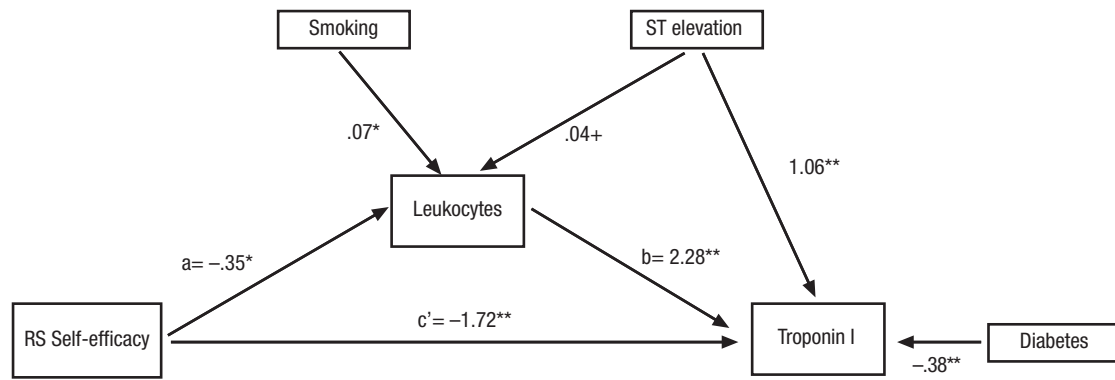 Smoking
ST elevation
.07*
.04+
1.06**
Leukocytes
a= –.35*
b= 2.28**
RS Self-efficacy
c’= –1.72**
Troponin I
Diabetes
–.38**